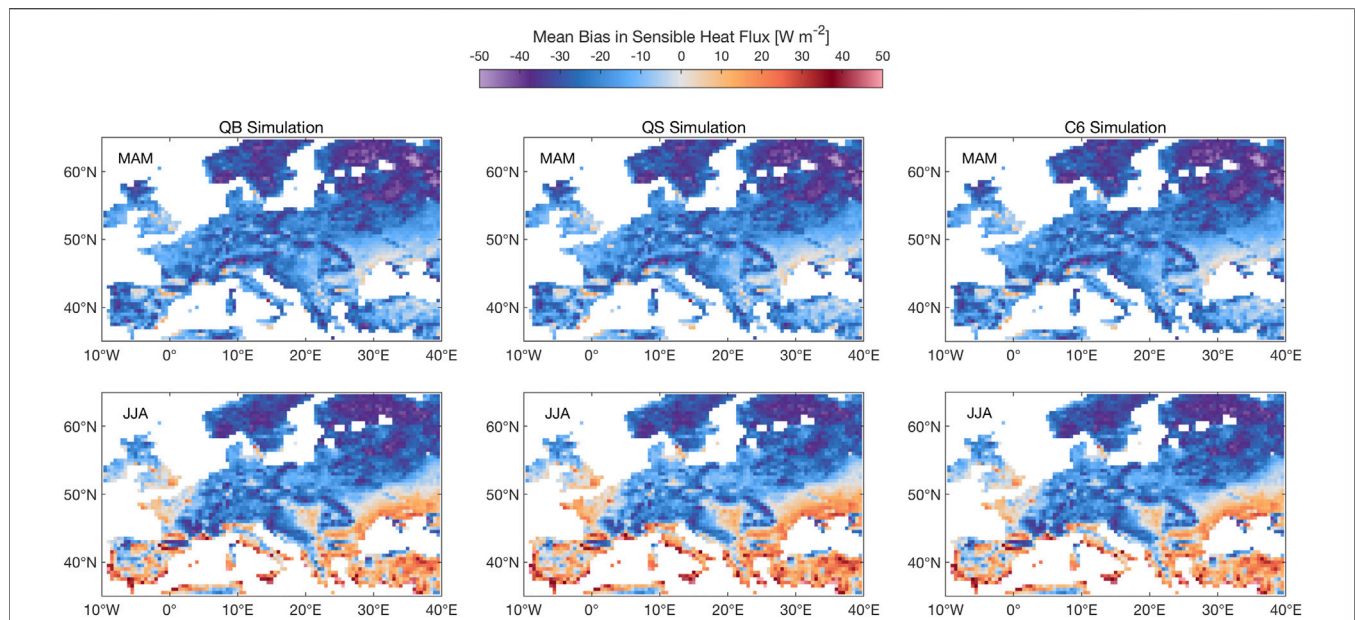 Mean Bias in Sensible Heat Flux [W m-2]
-50 -40 -30 -20 -10 0 10 20 30 40 50
QB Simulation QS Simulation C6 Simulation
MAM MAM MAM
60°N 60°N 60°N
50°N 50°N 50°N
40°N 40°N 40°N
10°W 0° 10°E 20°E 30°E 40°E 10°W 0° 10°E 20°E 30°E 40°E 10°W 0° 10°E 20°E 30°E 40°E
JJA JJA JJA
60°N 60°N 60°N
50°N 50°N 50°N
40°N 40°N 40°N
10°W 0° 10°E 20°E 30°E 40°E 10°W 0° 10°E 20°E 30°E 40°E 10°W 0° 10°E 20°E 30°E 40°E